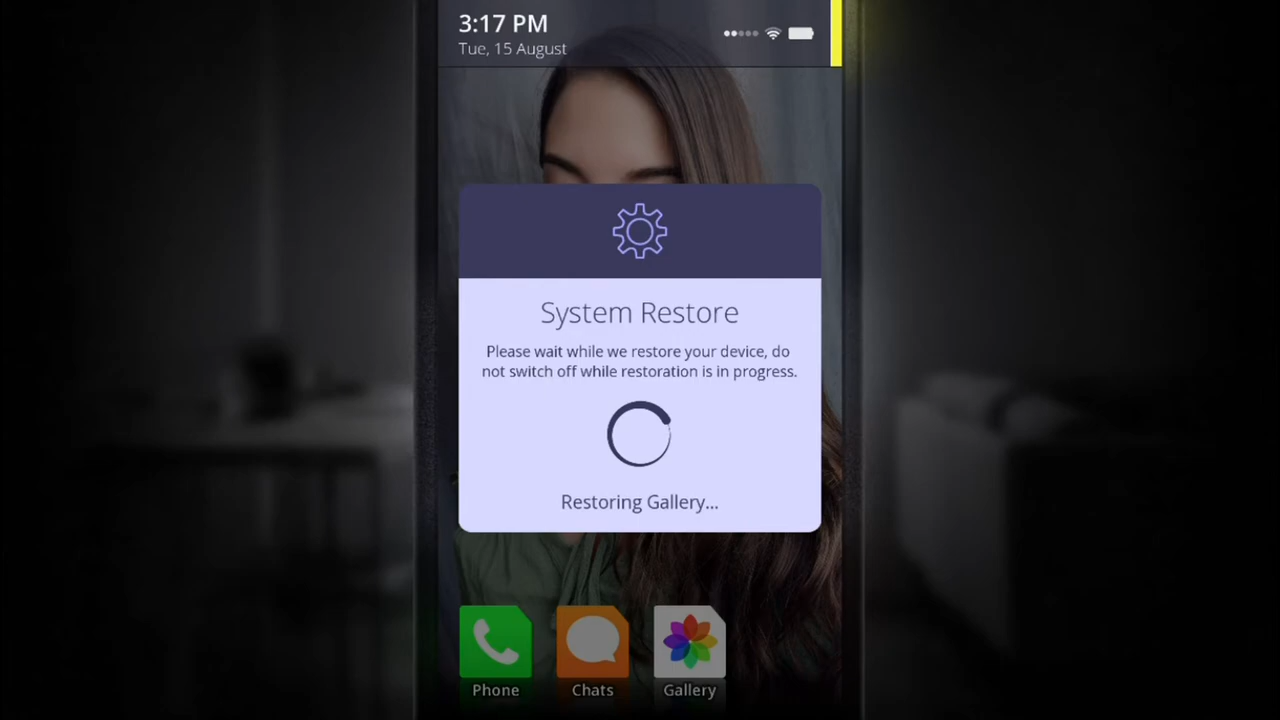 3:17 PM
Tue, 15 August
System Restore
Please wait while we restore your device, do
not switch off while restoration is in progress.
Restoring Gallery...
Phone
Chats
Gallery